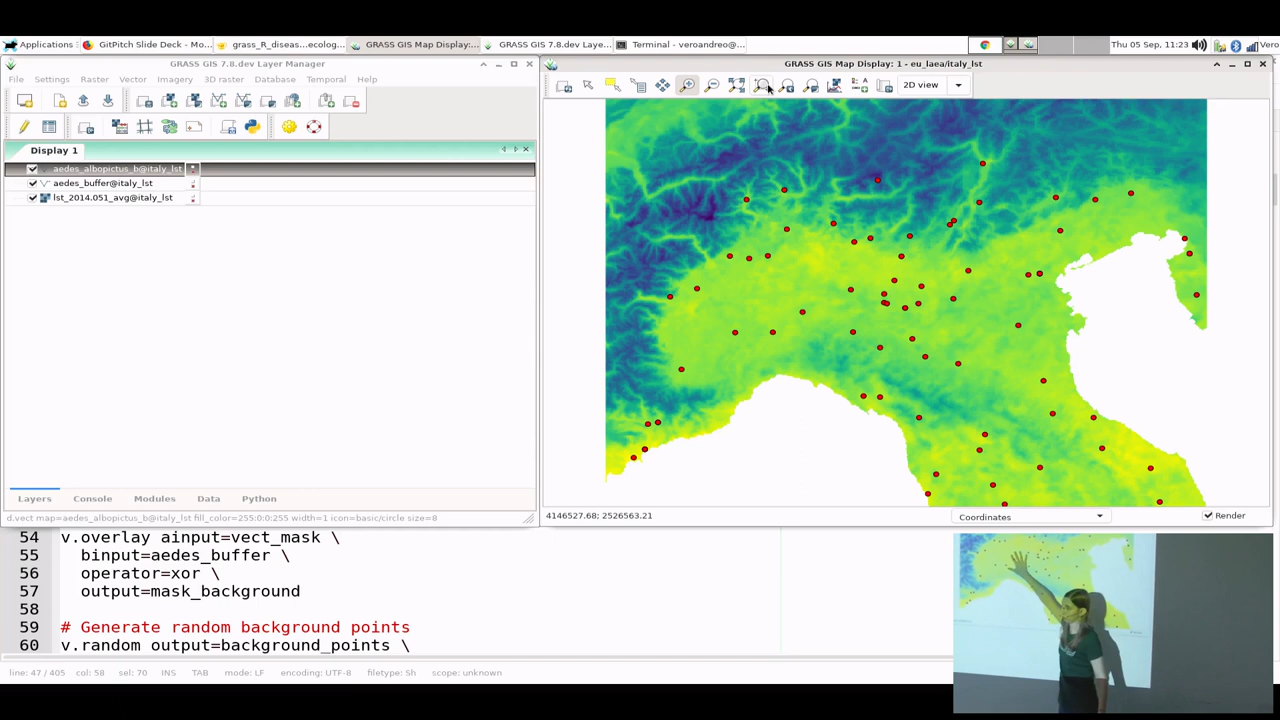 Applications
GitPitch Slide Deck - Mo...
grass_R_diseas...ecolog...
GRASS GIS Map Display:...
GRASS GIS 7.8.dev Laye...
Terminal - veroandreo@...
Thu 05 Sep, 11:23
Vero
GRASS GIS 7.8.dev Layer Manager
File Settings Raster Vector Imagery 3D raster Database Temporal Help
Display 1
aedes_albopictus_b@italy_lst
aedes_buffer@italy_lst
lst_2014.051_avg@italy_lst
Layers Console Modules Data Python
d.vect map=aedes_albopictus_b@italy_lst fill_color=255:0:0:255 width=1 icon=basic/circle size=8
GRASS GIS Map Display: 1 - eu_laea/italy_lst
2D view
4146527.68; 2526563.21
Coordinates
Render
54 v.overlay ainput=vect_mask \
55 binput=aedes_buffer \
56 operator=xor \
57 output=mask_background
58
59 # Generate random background points
60 v.random output=background_points \
line: 47 / 405 col: 58 sel: 70 INS TAB mode: LF encoding: UTF-8 filetype: Sh scope: unknown